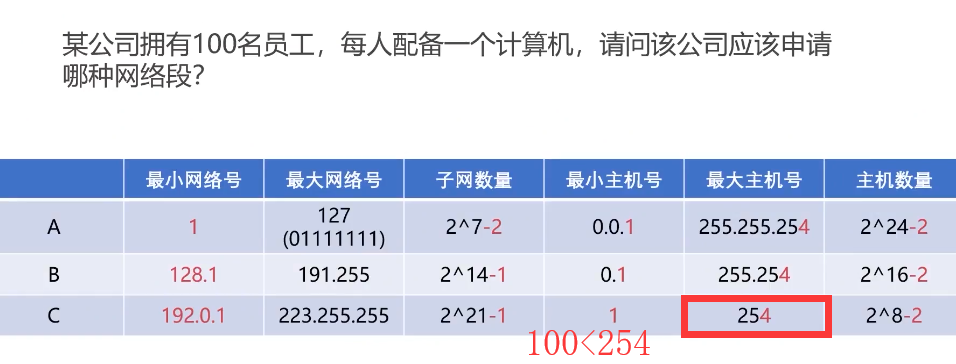 某公司拥有100名员工，每人配备一个计算机，请问该公司应该申请
哪种网络段？
最小网络号 最大网络号 子网数量 最小主机号 最大主机号 主机数量
A 1 127 (01111111) 2^7-2 0.0.1 255.255.254 2^24-2
B 128.1 191.255 2^14-1 0.1 255.254 2^16-2
C 192.0.1 223.255.255 2^21-1 1 254 2^8-2
100<254